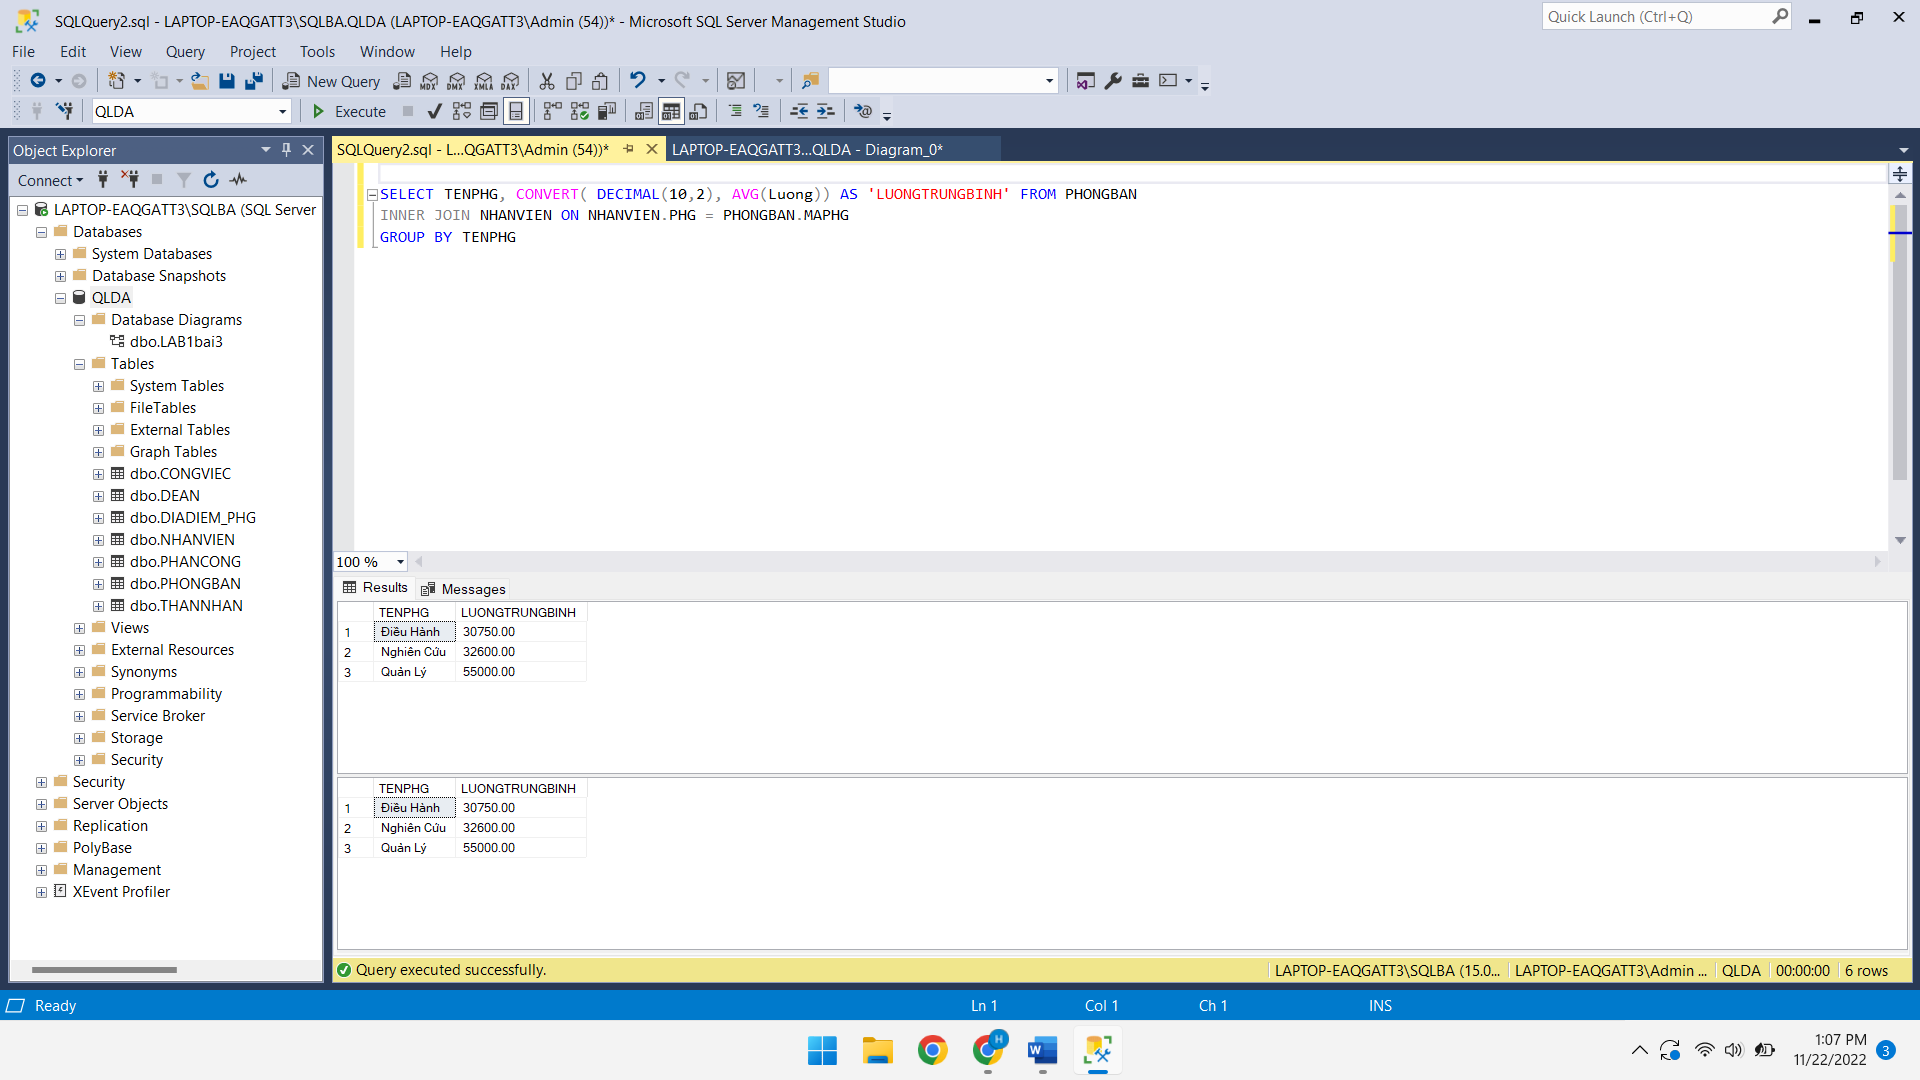 SQLQuery2.sql - LAPTOP-EAQGATT3\SQLBA.QLDA (LAPTOP-EAQGATT3\Admin (54))* - Microsoft SQL Server Management Studio
Quick Launch (Ctrl+Q)
File Edit View Query Project Tools Window Help
New Query MDX DMX XMLA DAX
QLDA Execute
Object Explorer
Connect
LAPTOP-EAQGATT3\SQLBA (SQL Server
Databases
System Databases
Database Snapshots
QLDA
Database Diagrams
dbo.LAB1bai3
Tables
System Tables
FileTables
External Tables
Graph Tables
dbo.CONGVIEC
dbo.DEAN
dbo.DIADIEM_PHG
dbo.NHANVIEN
dbo.PHANCONG
dbo.PHONGBAN
dbo.THANNHAN
Views
External Resources
Synonyms
Programmability
Service Broker
Storage
Security
Security
Server Objects
Replication
PolyBase
Management
XEvent Profiler
SQLQuery2.sql - L...QGATT3\Admin (54))* LAPTOP-EAQGATT3...QLDA - Diagram_0*
SELECT TENPHG, CONVERT( DECIMAL(10,2), AVG(Luong)) AS 'LUONGTRUNGBINH' FROM PHONGBAN
INNER JOIN NHANVIEN ON NHANVIEN.PHG = PHONGBAN.MAPHG
GROUP BY TENPHG
100 %
Results Messages
TENPHG LUONGTRUNGBINH
1 Điều Hành 30750.00
2 Nghiên Cứu 32600.00
3 Quản Lý 55000.00
TENPHG LUONGTRUNGBINH
1 Điều Hành 30750.00
2 Nghiên Cứu 32600.00
3 Quản Lý 55000.00
Query executed successfully. LAPTOP-EAQGATT3\SQLBA (15.0... LAPTOP-EAQGATT3\Admin ... QLDA 00:00:00 6 rows
Ready Ln 1 Col 1 Ch 1 INS
H W
1:07 PM
11/22/2022 3